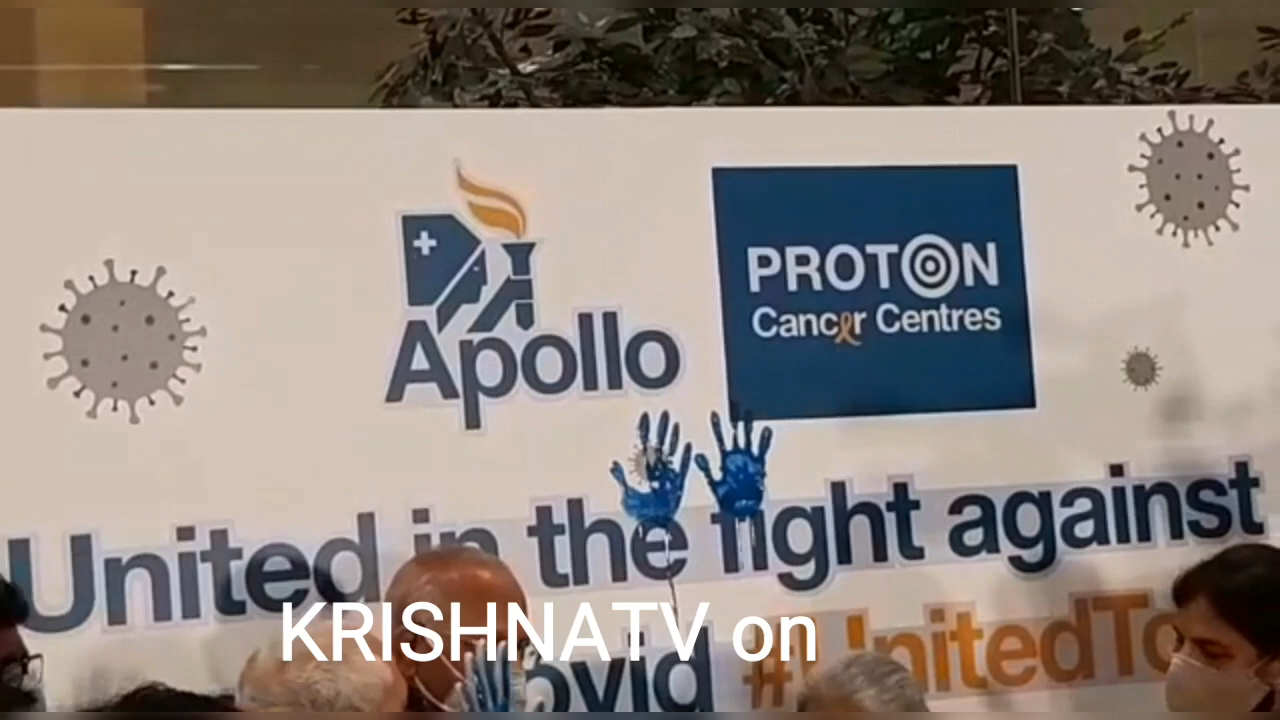 Apollo
PROTON
Cancer Centres
United in the fight against
KRISHNATV on